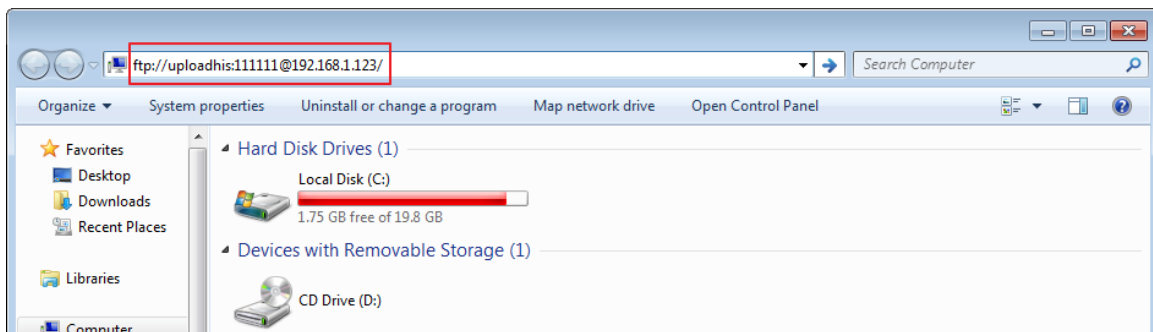 ftp://uploadhis:111111@192.168.1.123/
Search Computer
Organize System properties Uninstall or change a program Map network drive Open Control Panel
Favorites
Desktop
Downloads
Recent Places
Libraries
Computer
Hard Disk Drives (1)
Local Disk (C:)
1.75 GB free of 19.8 GB
Devices with Removable Storage (1)
CD Drive (D:)